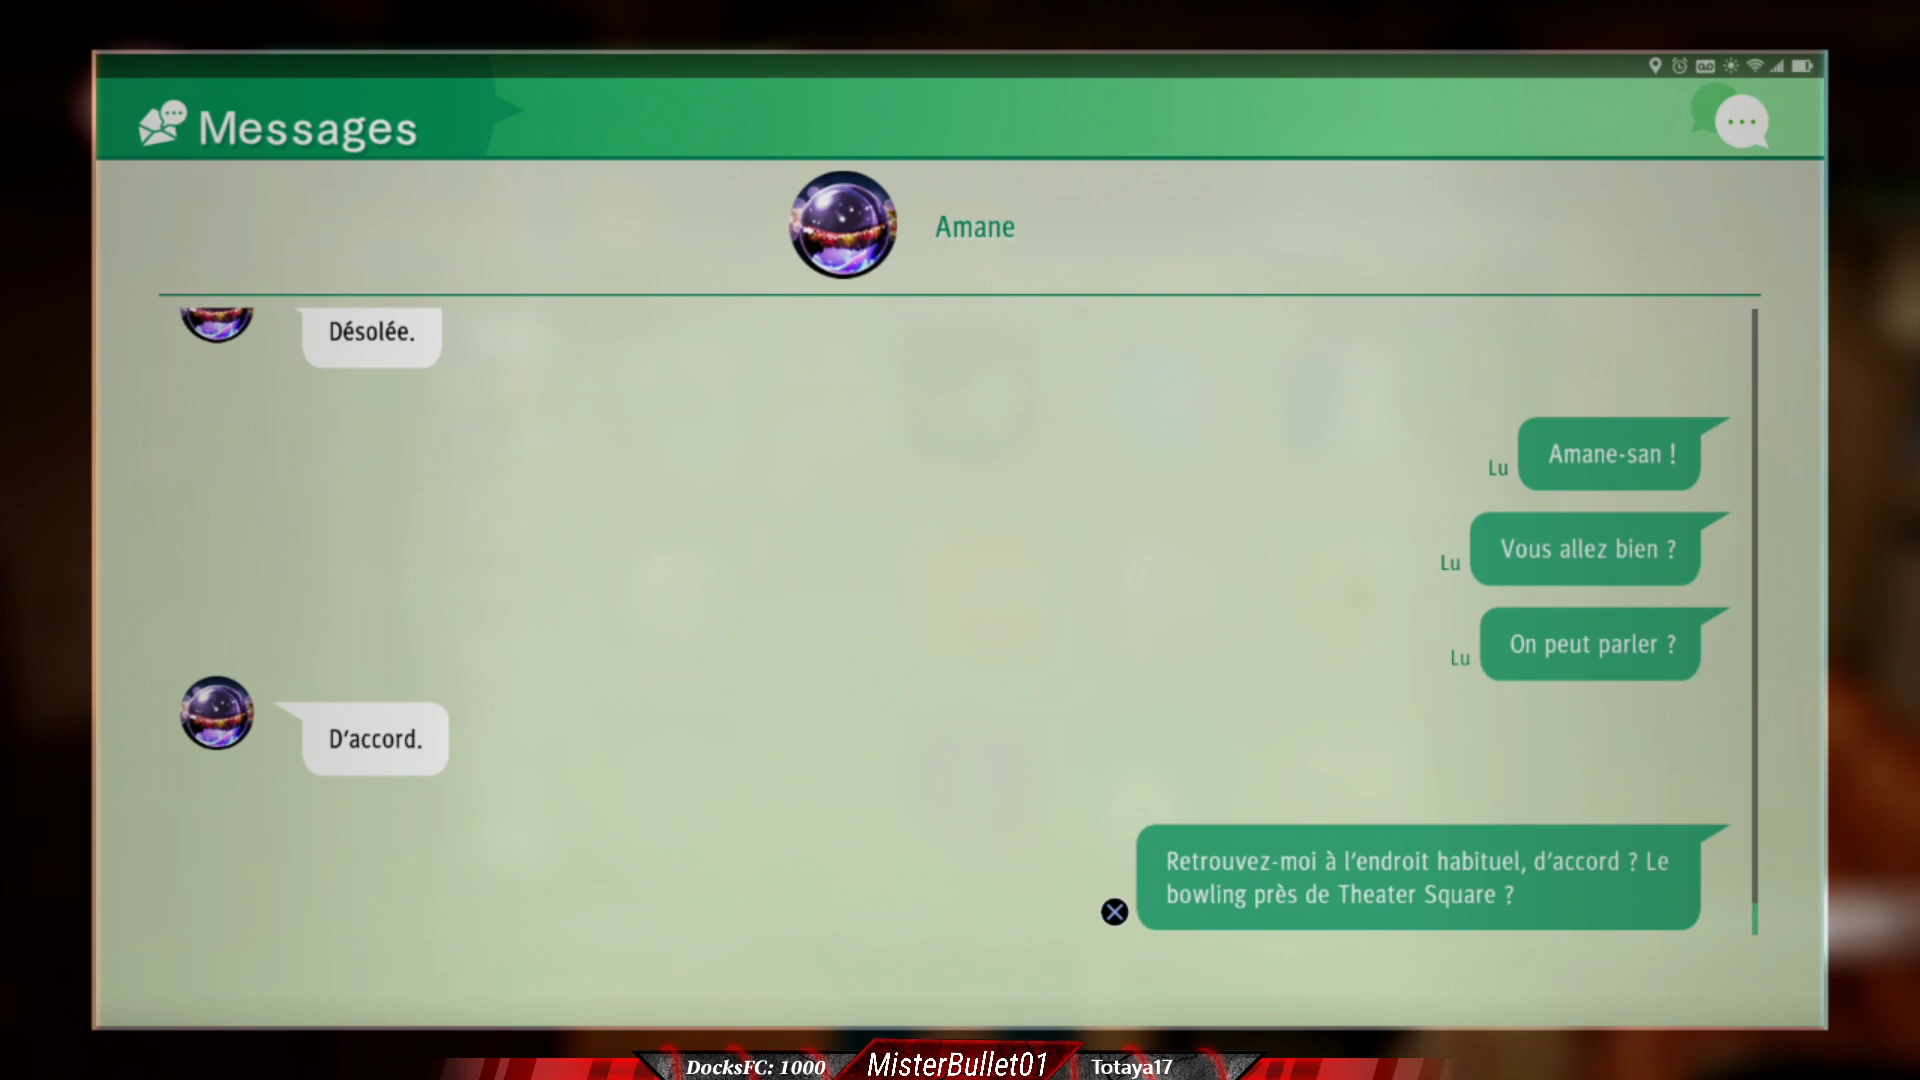 Messages
Amane
Désolée.
Amane-san !
Lu
Vous allez bien ?
Lu
On peut parler ?
Lu
D'accord.
Retrouvez-moi à l'endroit habituel, d'accord ? Le
bowling près de Theater Square ?
DocksFC: 1000
MisterBullet01
Totaya17